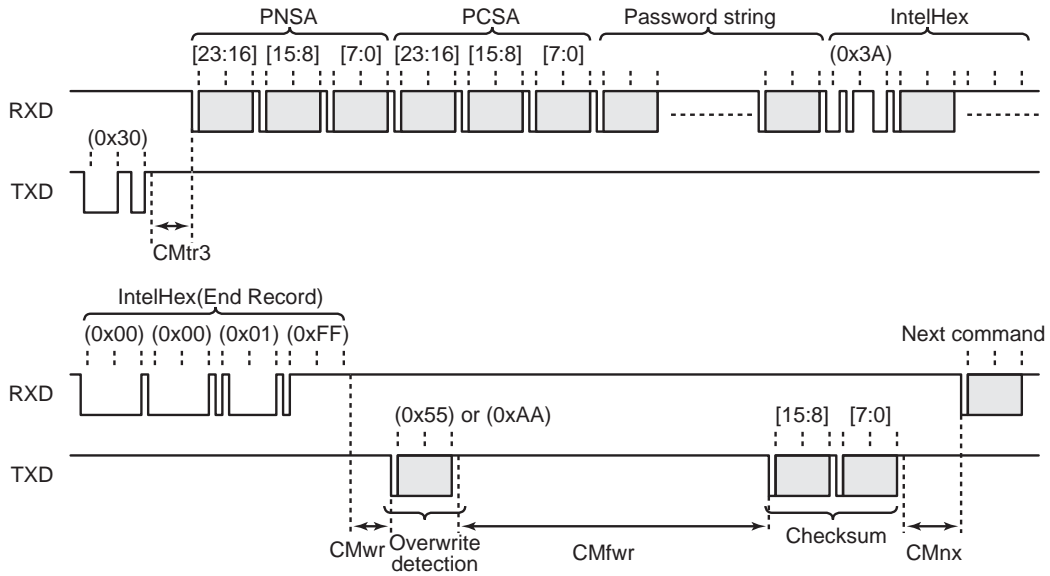 PNSA PCSA Password string IntelHex
[23:16] [15:8] [7:0] [23:16] [15:8] [7:0] (0x3A)
RXD
(0x30)
TXD
CMtr3
IntelHex(End Record)
(0x00) (0x00) (0x01) (0xFF) Next command
RXD
(0x55) or (0xAA) [15:8] [7:0]
TXD
CMwr Overwrite detection CMfwr Checksum CMnx